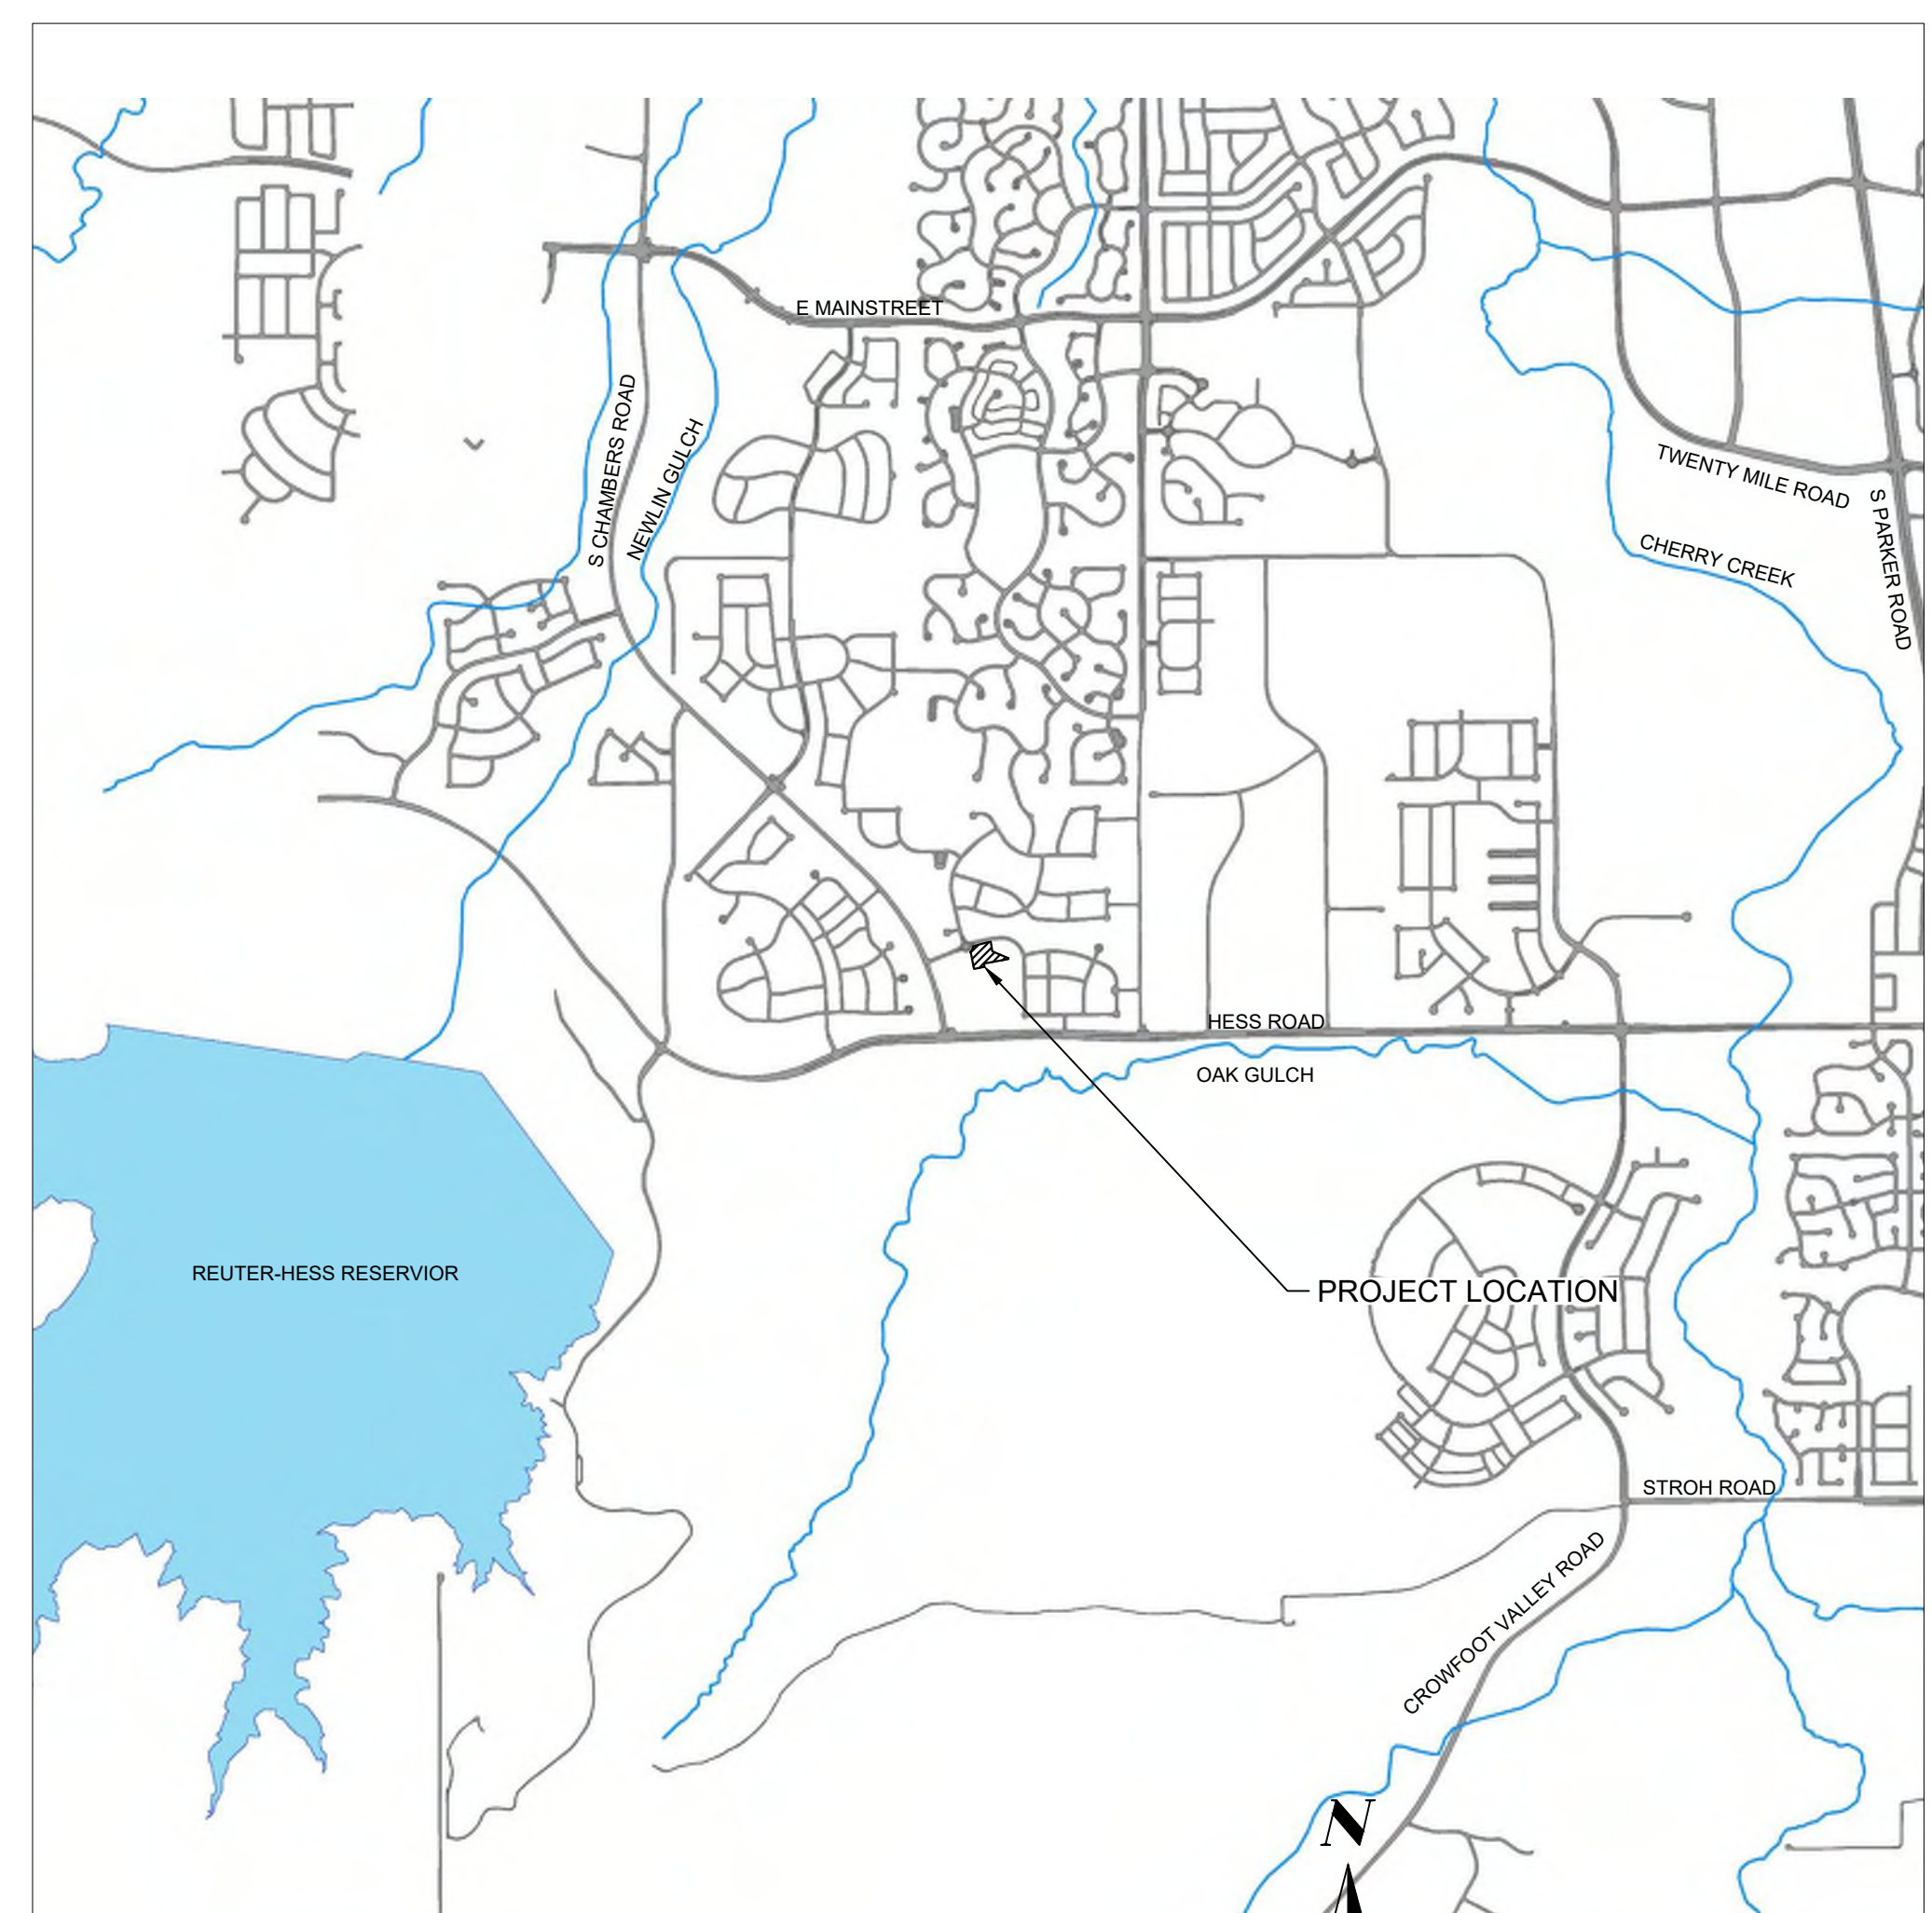 E MAINSTREET
S CHAMBERS ROAD
NEWLIN GULCH
TWENTY MILE ROAD
S PARKER ROAD
CHERRY CREEK
HESS ROAD
OAK GULCH
REUTER-HESS RESERVIOR
PROJECT LOCATION
STROH ROAD
CROWFOOT VALLEY ROAD
N